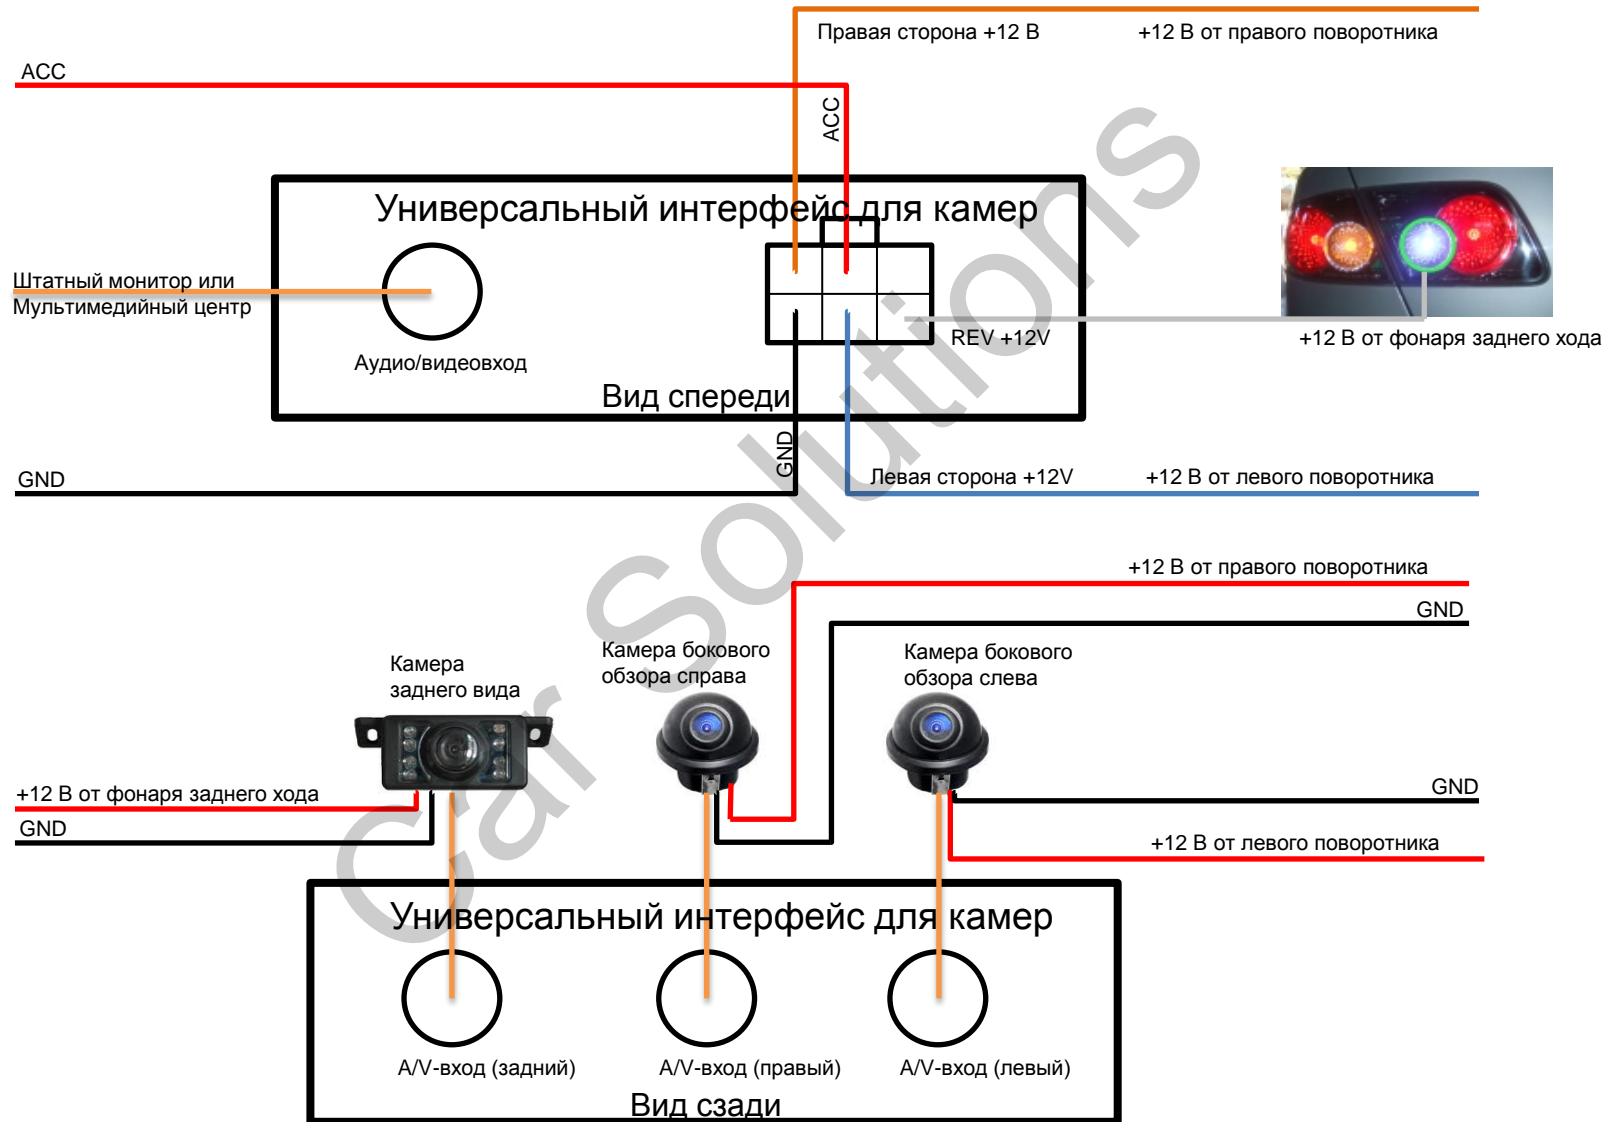 Правая сторона +12 В
+12 В от правого поворотника
ACC
ACC
Универсальный интерфейс для камер
Штатный монитор или
Мультимедийный центр
Аудио/видеовход
REV +12V
+12 В от фонаря заднего хода
Вид спереди
GND
GND
Левая сторона +12V
+12 В от левого поворотника
+12 В от правого поворотника
GND
Камера
заднего вида
Камера бокового
обзора справа
Камера бокового
обзора слева
+12 В от фонаря заднего хода
GND
GND
+12 В от левого поворотника
Универсальный интерфейс для камер
A/V-вход (задний)
A/V-вход (правый)
A/V-вход (левый)
Вид сзади
Car Solutions